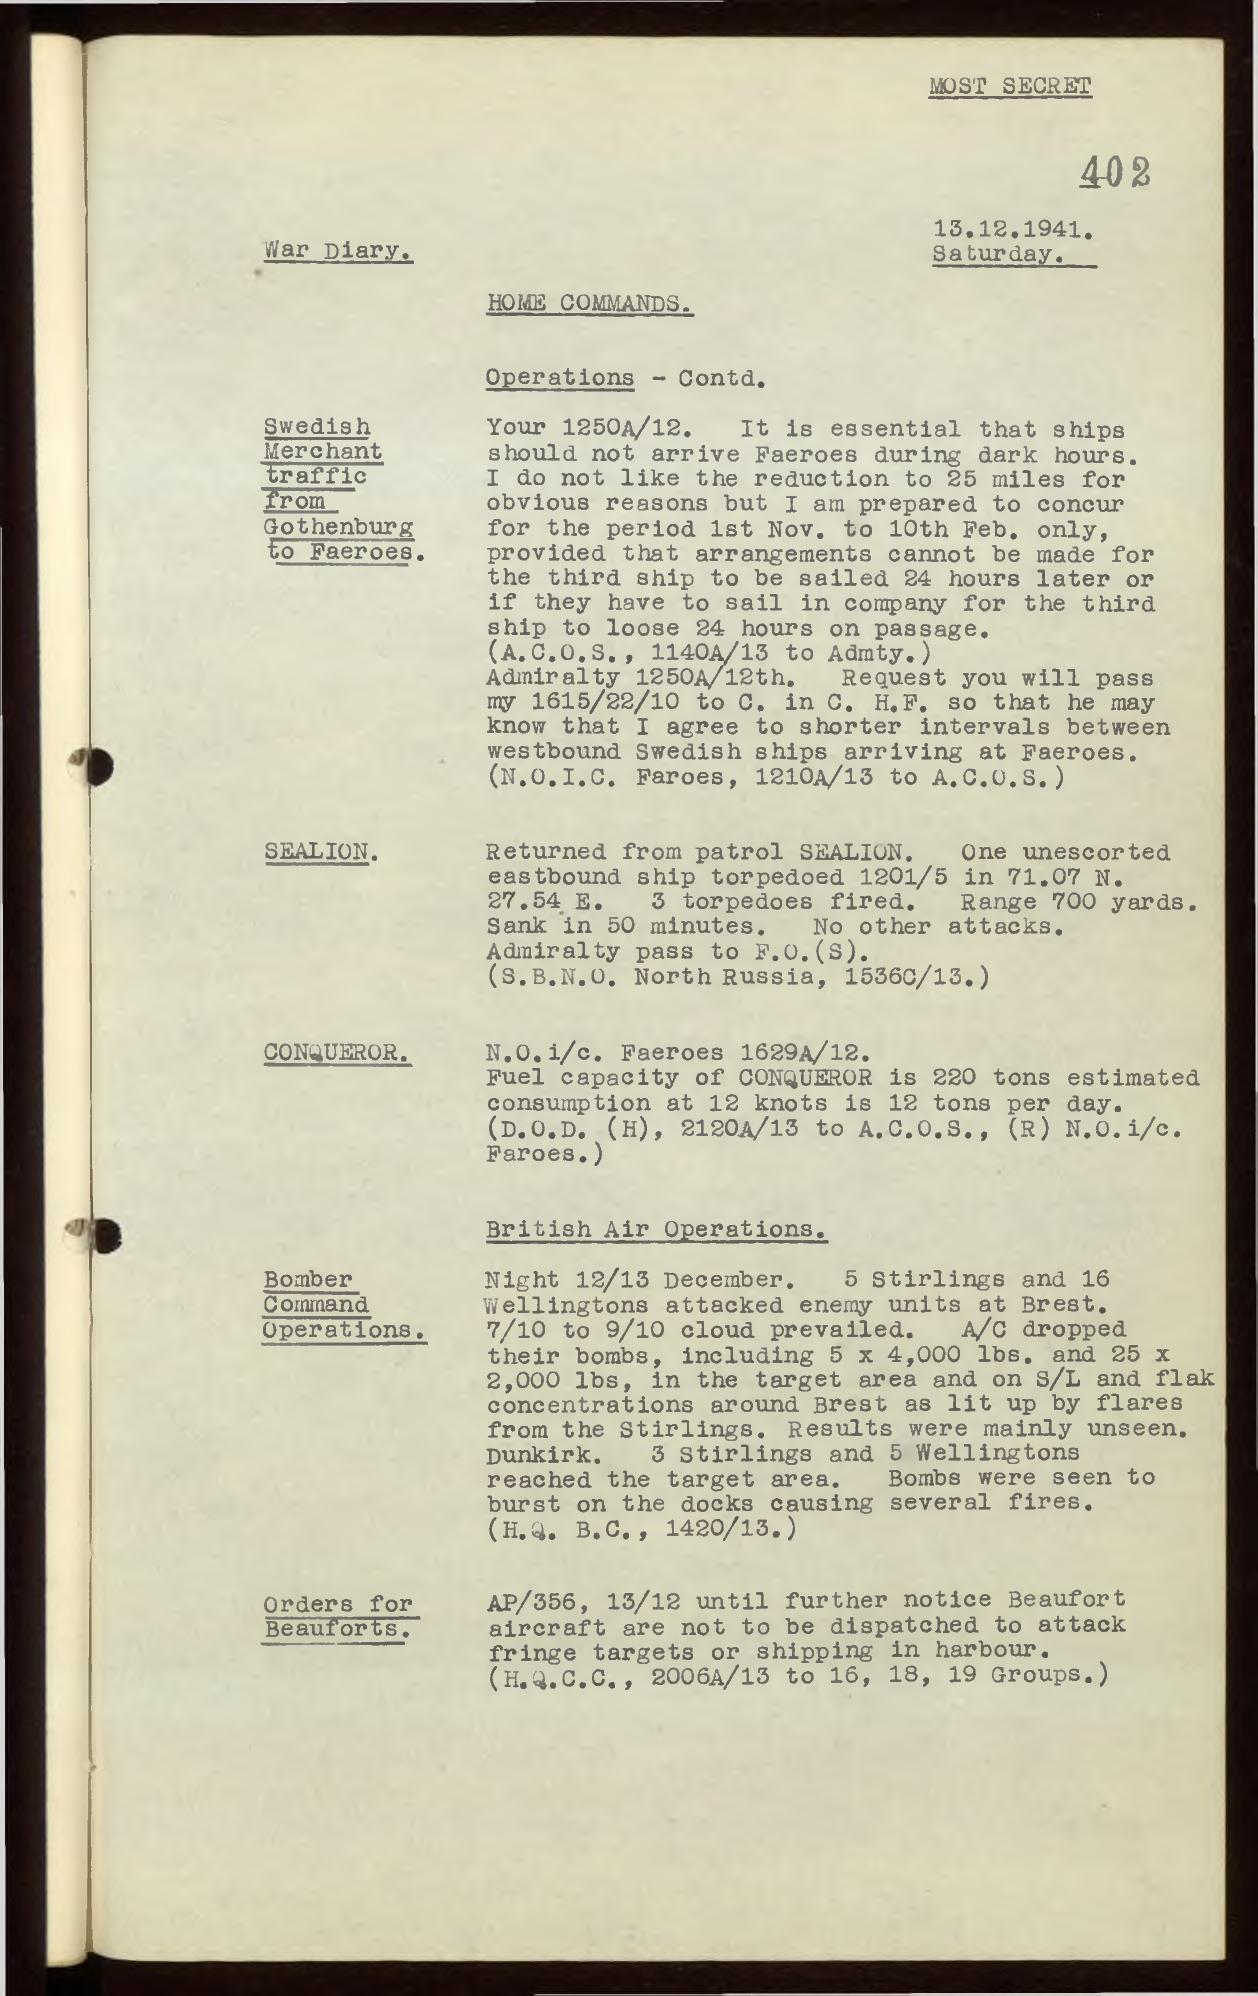 MOST SECRET
402
13.12.1941.
War Diary.
Saturday.
HOME COMMANDS.
Operations - Contd.
Swedish
Merchant
traffic
from
Gothenburg
to Faeroes.
Your 1250A/12. It is essential that ships
should not arrive Faeroes during dark hours.
I do not like the reduction to 25 miles for
obvious reasons but I am prepared to concur
for the period 1st Nov. to 10th Feb. only,
provided that arrangements cannot be made for
the third ship to be sailed 24 hours later or
if they have to sail in company for the third
ship to loose 24 hours on passage.
(A.C.O.S., 1140A/13 to Admty.)
Admiralty 1250A/12th. Request you will pass
my 1615/22/10 to C. in C. H.F. so that he may
know that I agree to shorter intervals between
westbound Swedish ships arriving at Faeroes.
(N.O.I.C. Faroes, 1210A/13 to A.C.O.S.)
SEALION.
Returned from patrol SEALION. One unescorted
eastbound ship torpedoed 1201/5 in 71.07 N.
27.54 E. 3 torpedoes fired. Range 700 yards.
Sank in 50 minutes. No other attacks.
Admiralty pass to F.O.(S).
(S.B.N.O. North Russia, 1536C/13.)
CONQUEROR.
N.O.i/c. Faeroes 1629A/12.
Fuel capacity of CONQUEROR is 220 tons estimated
consumption at 12 knots is 12 tons per day.
(D.O.D. (H), 2120A/13 to A.C.O.S., (R) N.O.i/c.
Faroes.)
British Air Operations.
Bomber
Command
Operations.
Night 12/13 December. 5 Stirlings and 16
Wellingtons attacked enemy units at Brest.
7/10 to 9/10 cloud prevailed. A/C dropped
their bombs, including 5 x 4,000 lbs. and 25 x
2,000 lbs, in the target area and on S/L and flak
concentrations around Brest as lit up by flares
from the Stirlings. Results were mainly unseen.
Dunkirk. 3 Stirlings and 5 Wellingtons
reached the target area. Bombs were seen to
burst on the docks causing several fires.
(H.Q. B.C., 1420/13.)
Orders for
Beauforts.
AP/356, 13/12 until further notice Beaufort
aircraft are not to be dispatched to attack
fringe targets or shipping in harbour.
(H.Q.C.C., 2006A/13 to 16, 18, 19 Groups.)